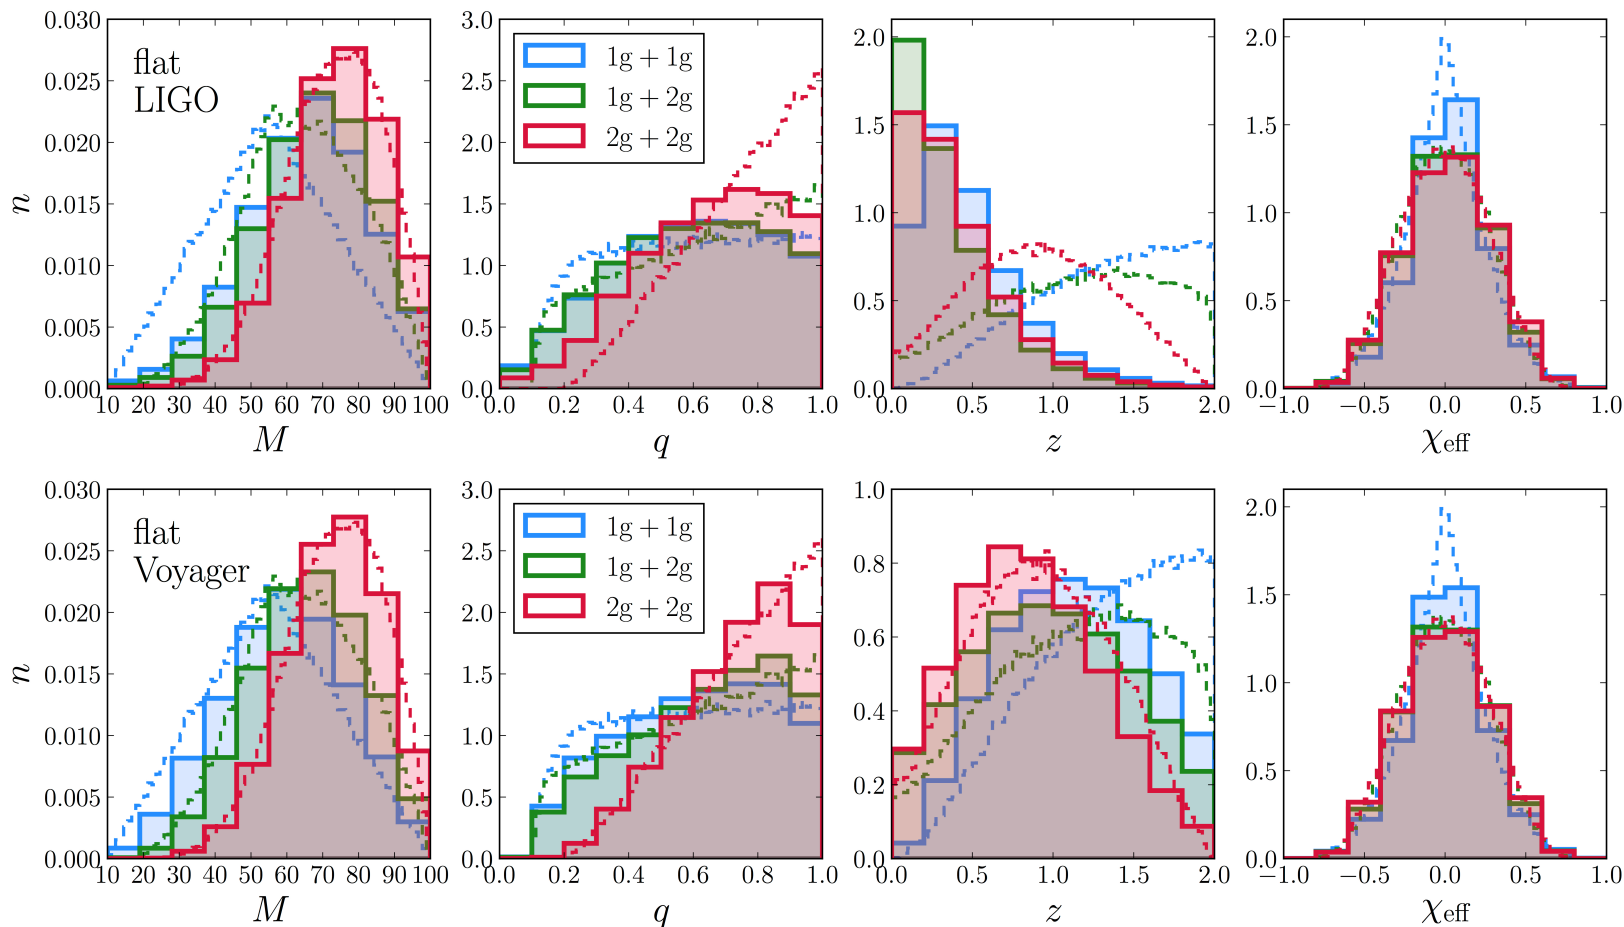 flat
LIGO
n
0.000
0.005
0.010
0.015
0.020
0.025
0.030
10 20 30 40 50 60 70 80 90 100
M
1g + 1g
1g + 2g
2g + 2g
0.0
0.5
1.0
1.5
2.0
2.5
3.0
0.0 0.2 0.4 0.6 0.8 1.0
q
0.0
0.5
1.0
1.5
2.0
0.0 0.5 1.0 1.5 2.0
z
0.0
0.5
1.0
1.5
2.0
−1.0 −0.5 0.0 0.5 1.0
χeff
flat
Voyager
n
0.000
0.005
0.010
0.015
0.020
0.025
0.030
10 20 30 40 50 60 70 80 90 100
M
1g + 1g
1g + 2g
2g + 2g
0.0
0.5
1.0
1.5
2.0
2.5
3.0
0.0 0.2 0.4 0.6 0.8 1.0
q
0.0
0.2
0.4
0.6
0.8
1.0
0.0 0.5 1.0 1.5 2.0
z
0.0
0.5
1.0
1.5
2.0
−1.0 −0.5 0.0 0.5 1.0
χeff